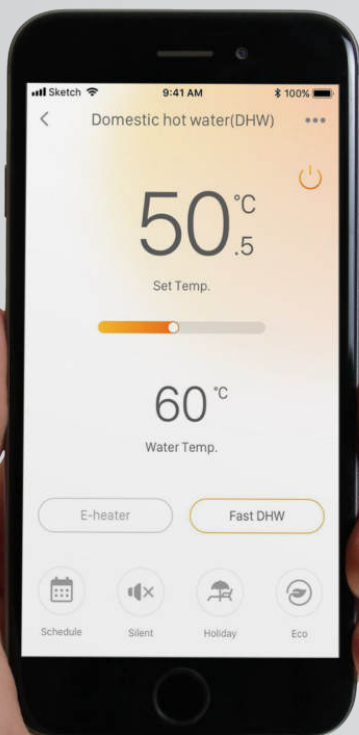 Sketch 9:41 AM 100%
Domestic hot water(DHW)
50.5 °C
Set Temp.
60 °C
Water Temp.
E-heater Fast DHW
Schedule Silent Holiday Eco